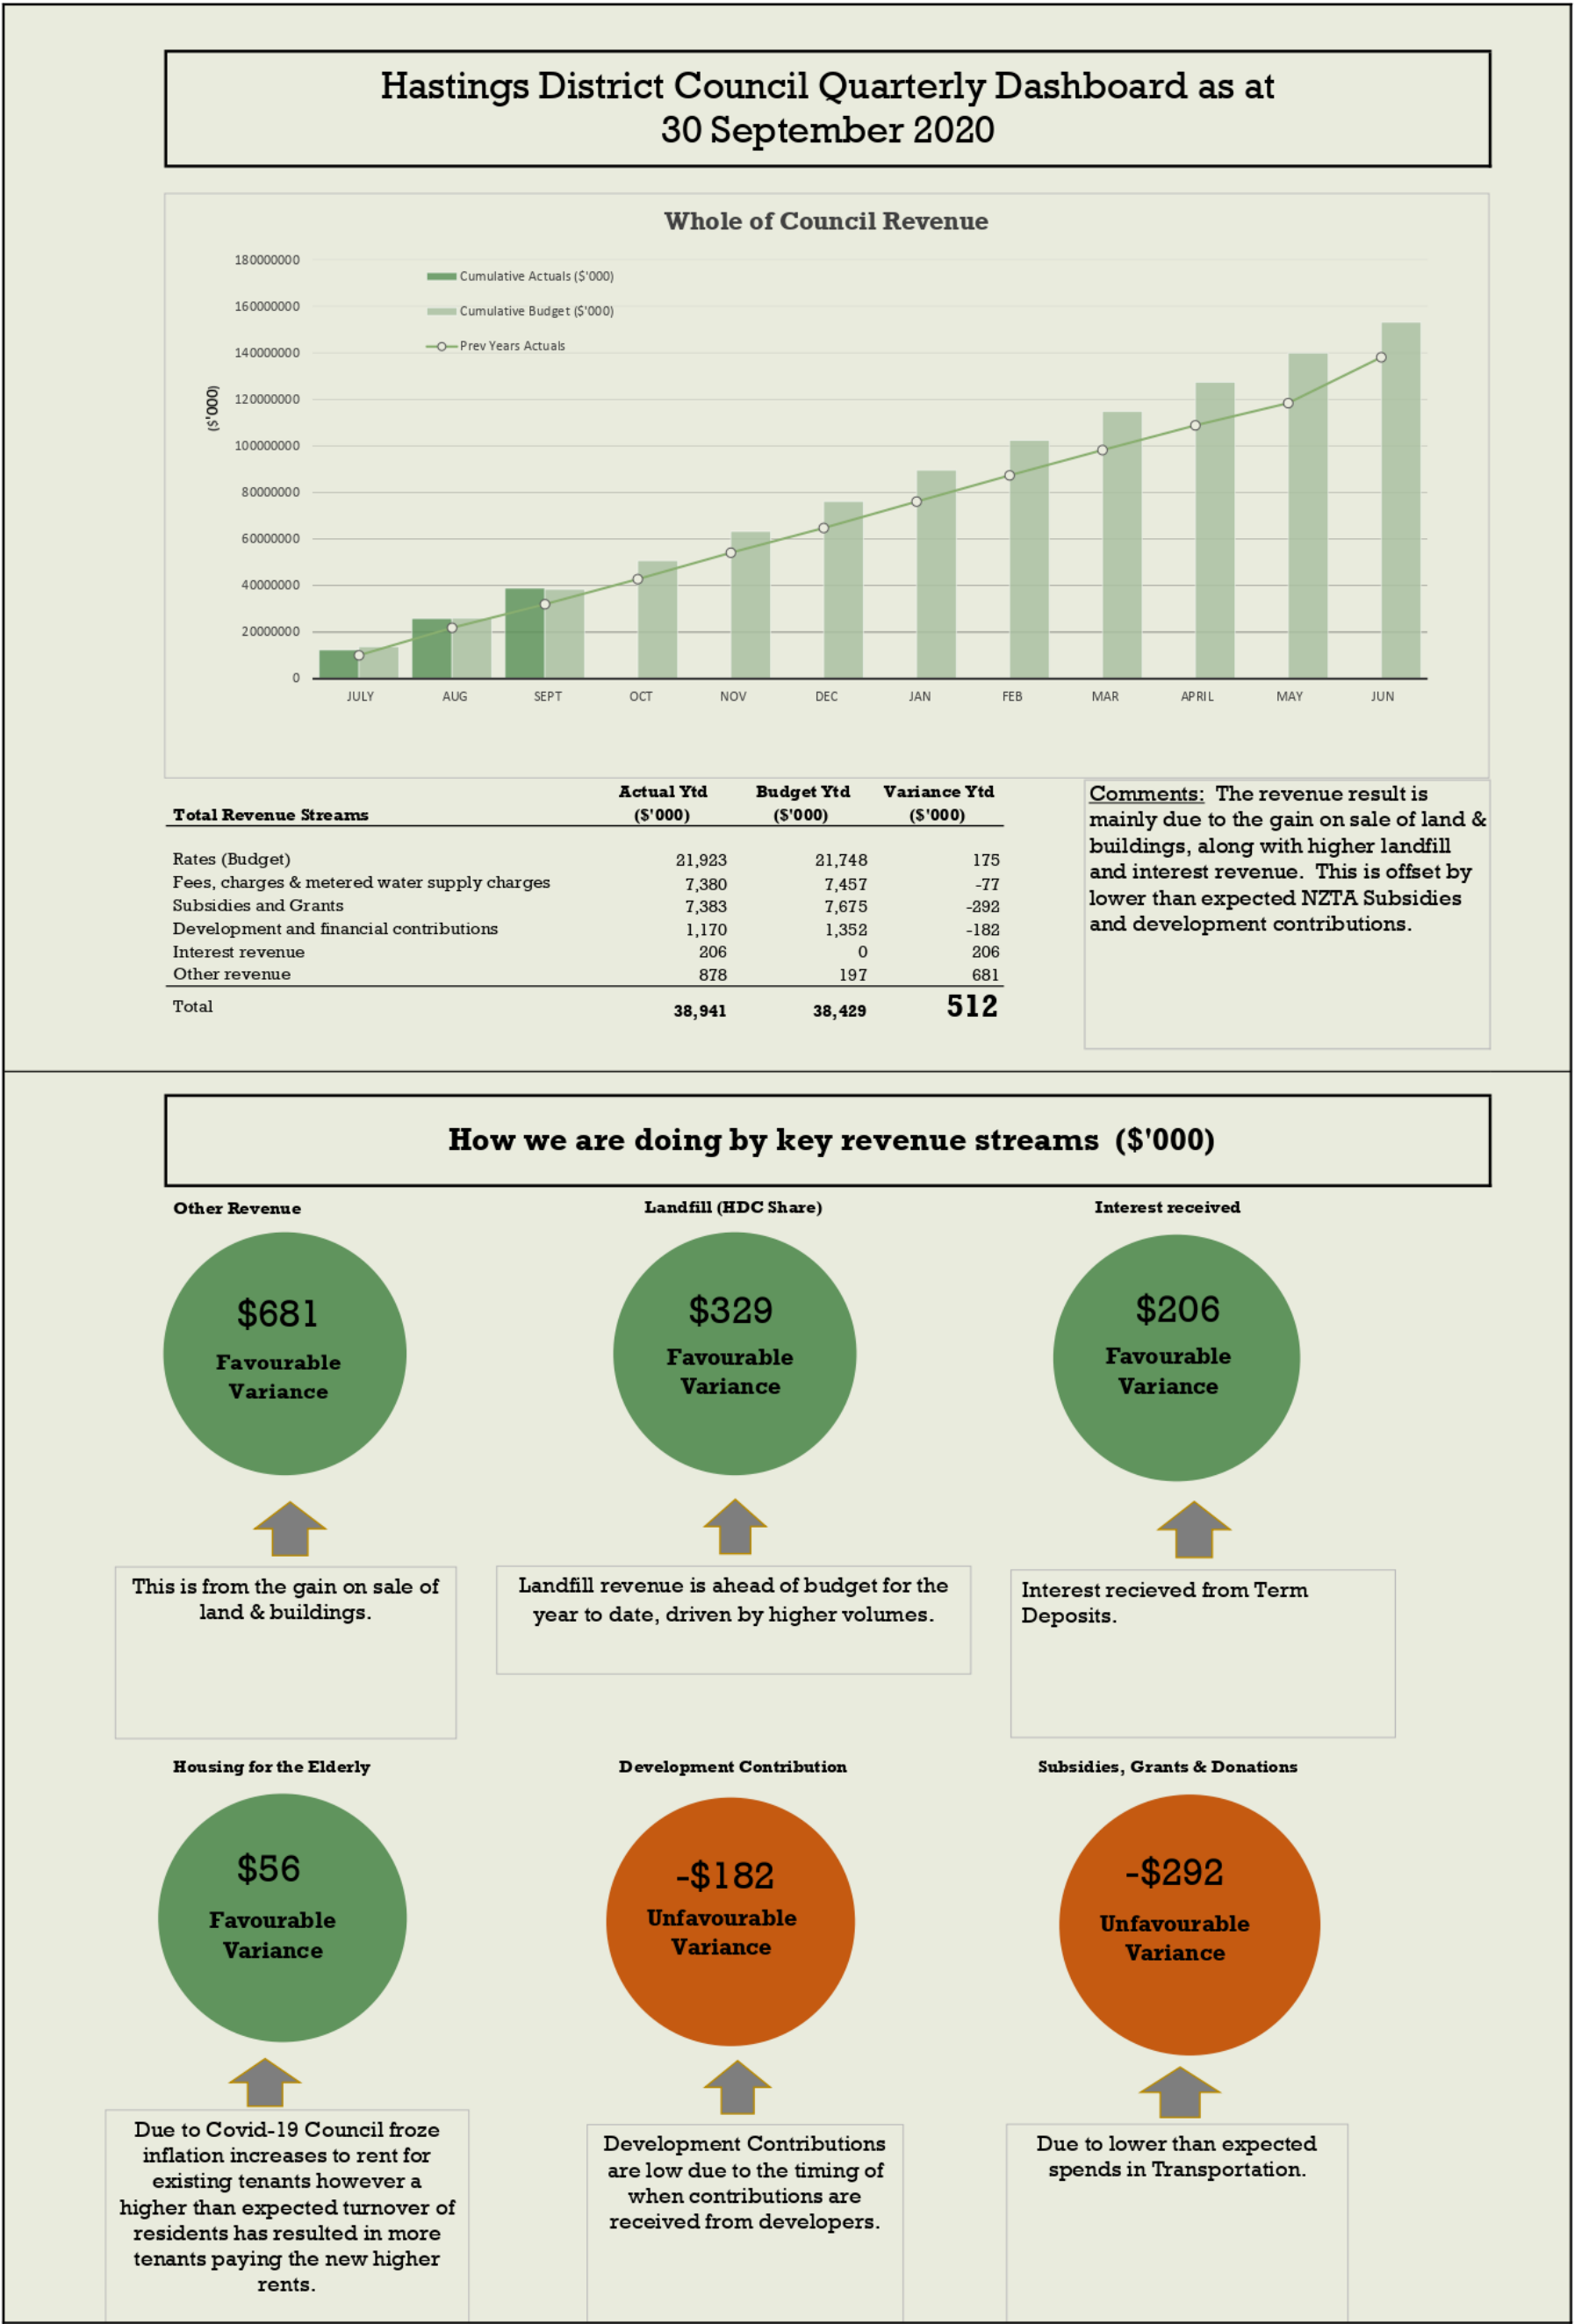 Hastings District Council Quarterly Dashboard as at
30 September 2020
Whole of Council Revenue
180000000
160000000
140000000
120000000
100000000
80000000
60000000
40000000
20000000
0
($'000)
Cumulative Actuals ($'000)
Cumulative Budget ($'000)
Prev Years Actuals
JULY AUG SEPT OCT NOV DEC JAN FEB MAR APRIL MAY JUN
Actual Ytd Budget Ytd Variance Ytd
Total Revenue Streams ($'000) ($'000) ($'000)
Rates (Budget) 21,923 21,748 175
Fees, charges & metered water supply charges 7,380 7,457 -77
Subsidies and Grants 7,383 7,675 -292
Development and financial contributions 1,170 1,352 -182
Interest revenue 206 0 206
Other revenue 878 197 681
Total 38,941 38,429 512
Comments: The revenue result is
mainly due to the gain on sale of land &
buildings, along with higher landfill
and interest revenue. This is offset by
lower than expected NZTA Subsidies
and development contributions.
How we are doing by key revenue streams ($'000)
Other Revenue
$681
Favourable
Variance
This is from the gain on sale of
land & buildings.
Landfill (HDC Share)
$329
Favourable
Variance
Landfill revenue is ahead of budget for the
year to date, driven by higher volumes.
Interest received
$206
Favourable
Variance
Interest recieved from Term
Deposits.
Housing for the Elderly
$56
Favourable
Variance
Due to Covid-19 Council froze
inflation increases to rent for
existing tenants however a
higher than expected turnover of
residents has resulted in more
tenants paying the new higher
rents.
Development Contribution
-$182
Unfavourable
Variance
Development Contributions
are low due to the timing of
when contributions are
received from developers.
Subsidies, Grants & Donations
-$292
Unfavourable
Variance
Due to lower than expected
spends in Transportation.